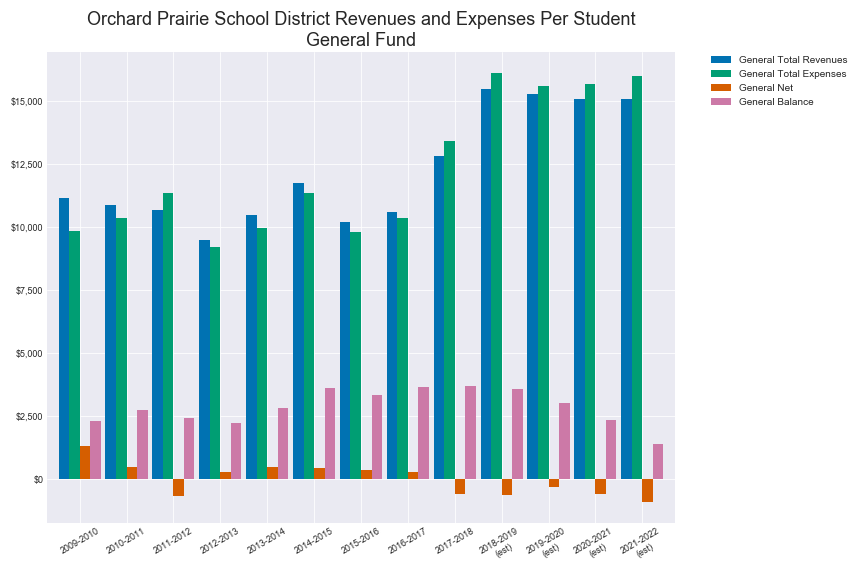 Orchard Prairie School District Revenues and Expenses Per Student
General Fund
General Total Revenues
General Total Expenses
General Net
General Balance
$15,000
$12,500
$10,000
$7,500
$5,000
$2,500
$0
2009-2010
2010-2011
2011-2012
2012-2013
2013-2014
2014-2015
2015-2016
2016-2017
2017-2018
2018-2019
(est)
2019-2020
(est)
2020-2021
(est)
2021-2022
(est)